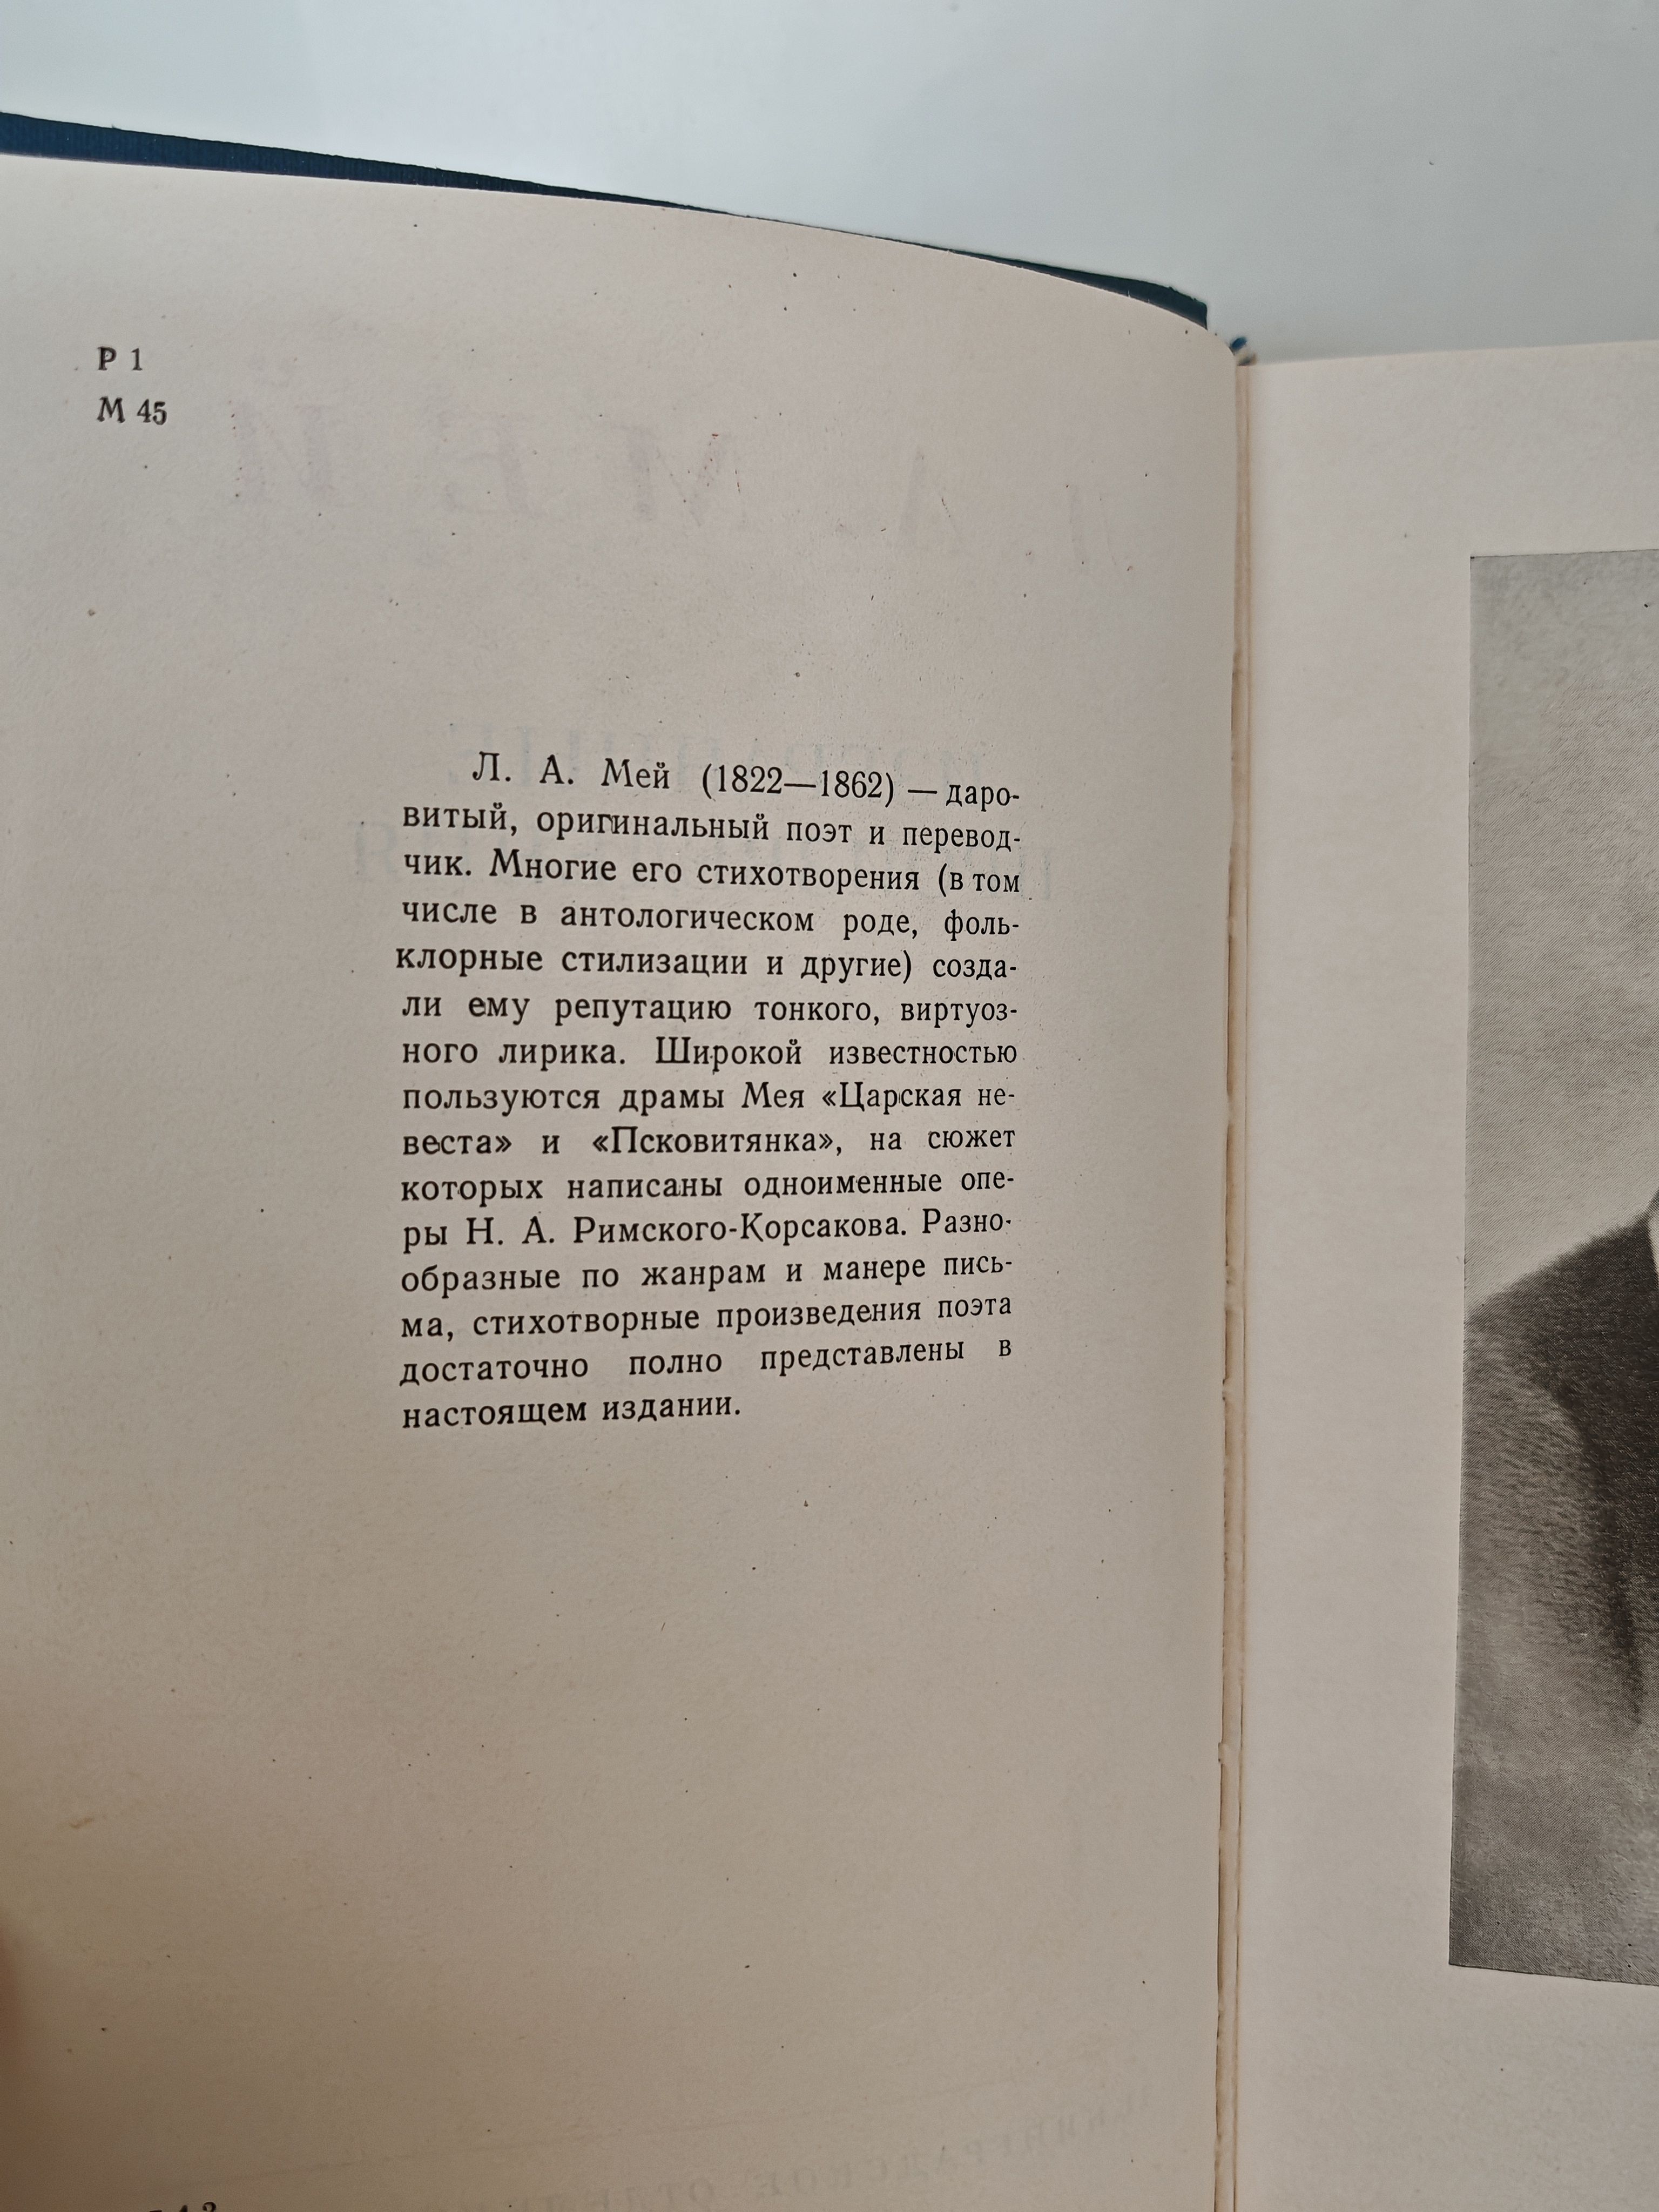 Р 1
М 45
Л. А. Мей (1822—1862) — даро-
витый, оригинальный поэт и перевод-
чик. Многие его стихотворения (в том
числе в антологическом роде, фоль-
клорные стилизации и другие) созда-
ли ему репутацию тонкого, виртуоз-
ного лирика. Широкой известностью
пользуются драмы Мея «Царская не-
веста» и «Псковитянка», на сюжет
которых написаны одноименные опе-
ры Н. А. Римского-Корсакова. Разно-
образные по жанрам и манере пись-
ма, стихотворные произведения поэта
достаточно полно представлены в
настоящем издании.